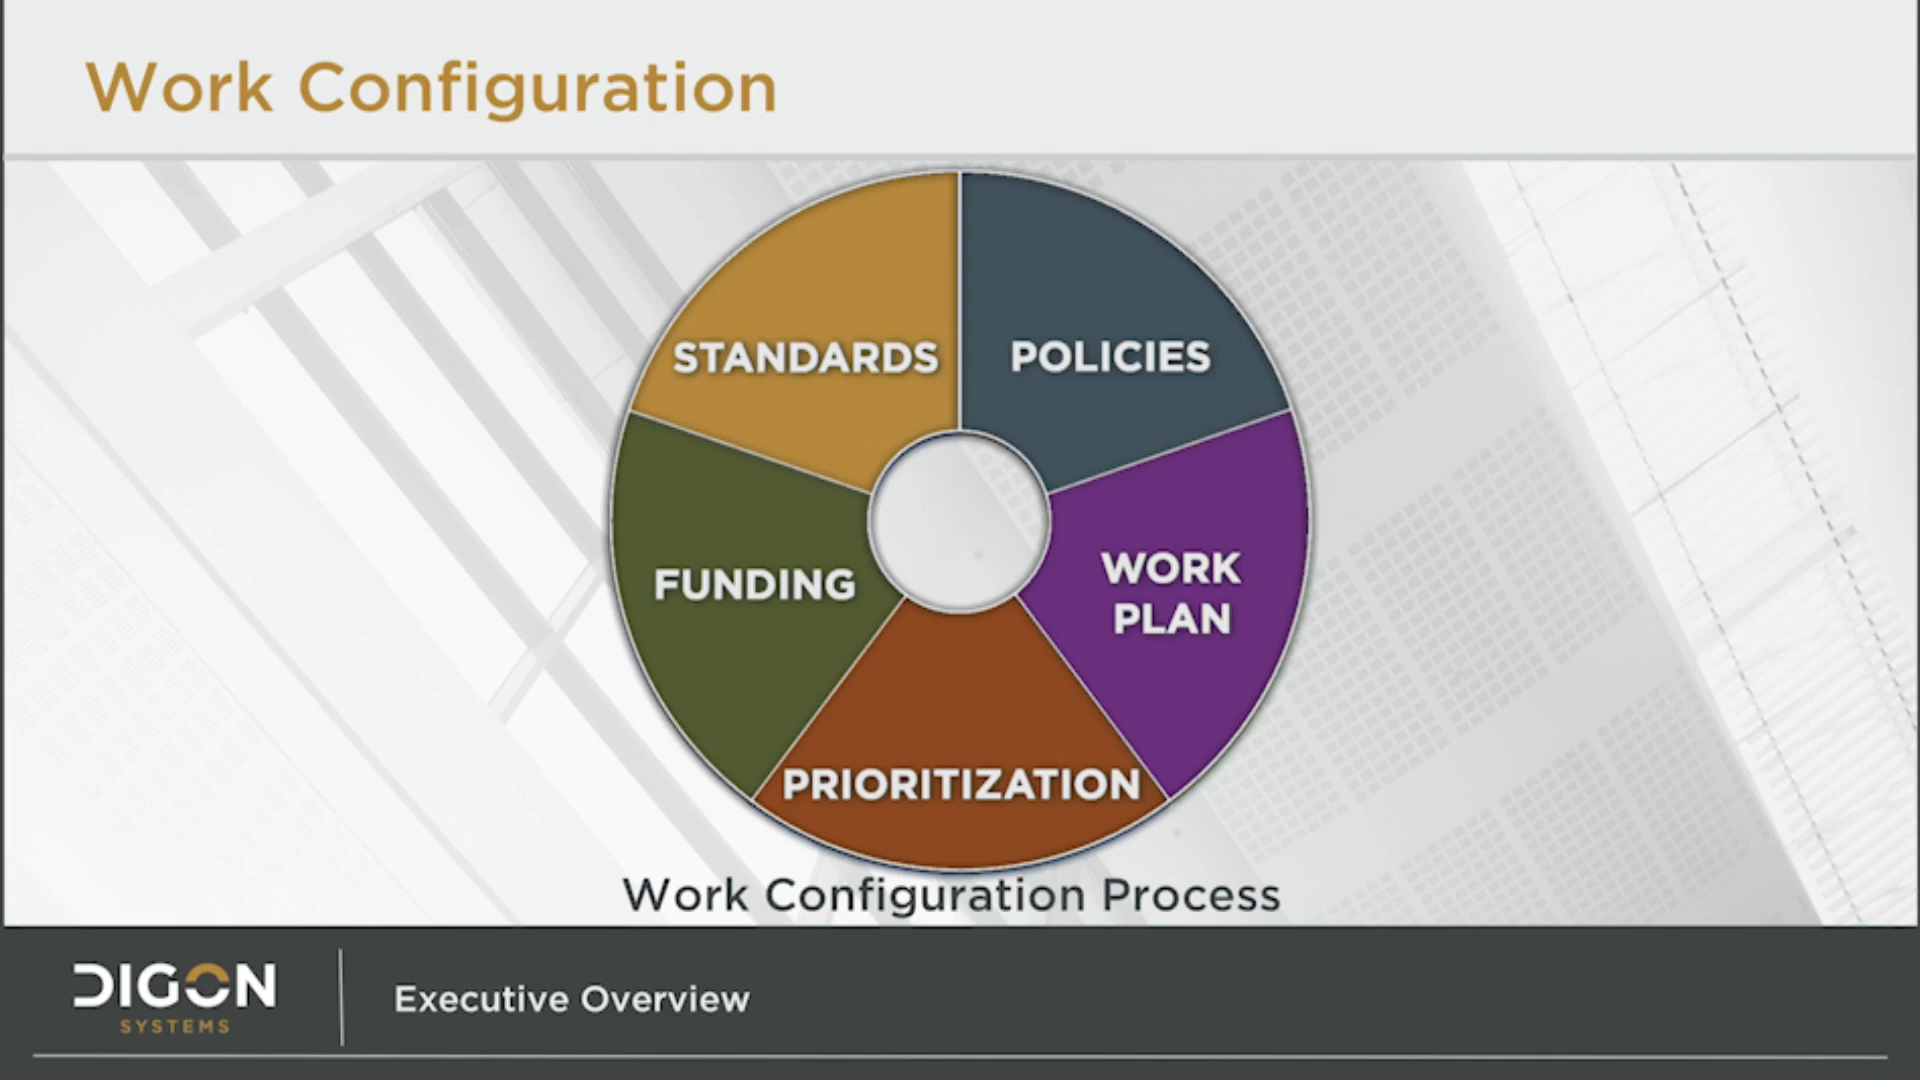 Work Configuration
STANDARDS
POLICIES
FUNDING
WORK
PLAN
PRIORITIZATION
Work Configuration Process
DIGON
SYSTEMS
Executive Overview